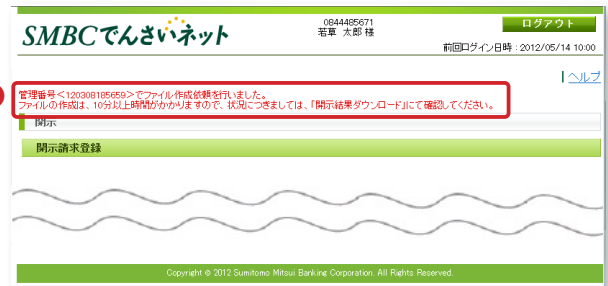 SMBCでんさいネット
0844485671
若草 太郎 様
ログアウト
前回ログイン日時：2012/05/14 10:00
ヘルプ
管理番号<120308185659>でファイル作成依頼を行いました。
ファイルの作成は、10分以上時間がかかりますので、状況につきましては、「開示結果ダウンロード」にて確認してください。
開示
開示請求登録
Copyright © 2012 Sumitomo Mitsui Banking Corporation. All Rights Reserved.